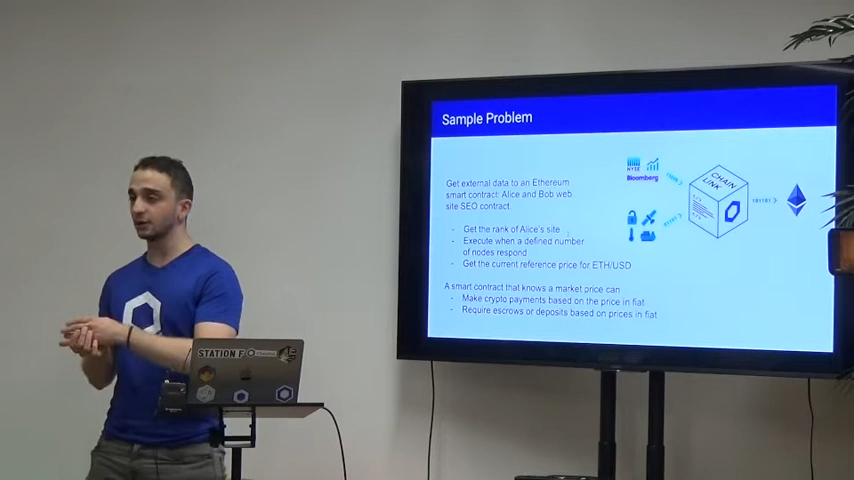 Sample Problem
Get external data to an Ethereum
smart contract: Alice and Bob web
site SEO contract.
- Get the rank of Alice's site
- Execute when a defined number
of nodes respond
- Get the current reference price for ETH/USD
A smart contract that knows a market price can
- Make crypto payments based on the price in fiat
- Require escrows or deposits based on prices in fiat
NYSE
Bloomberg
CHAIN
LINK
STATION F